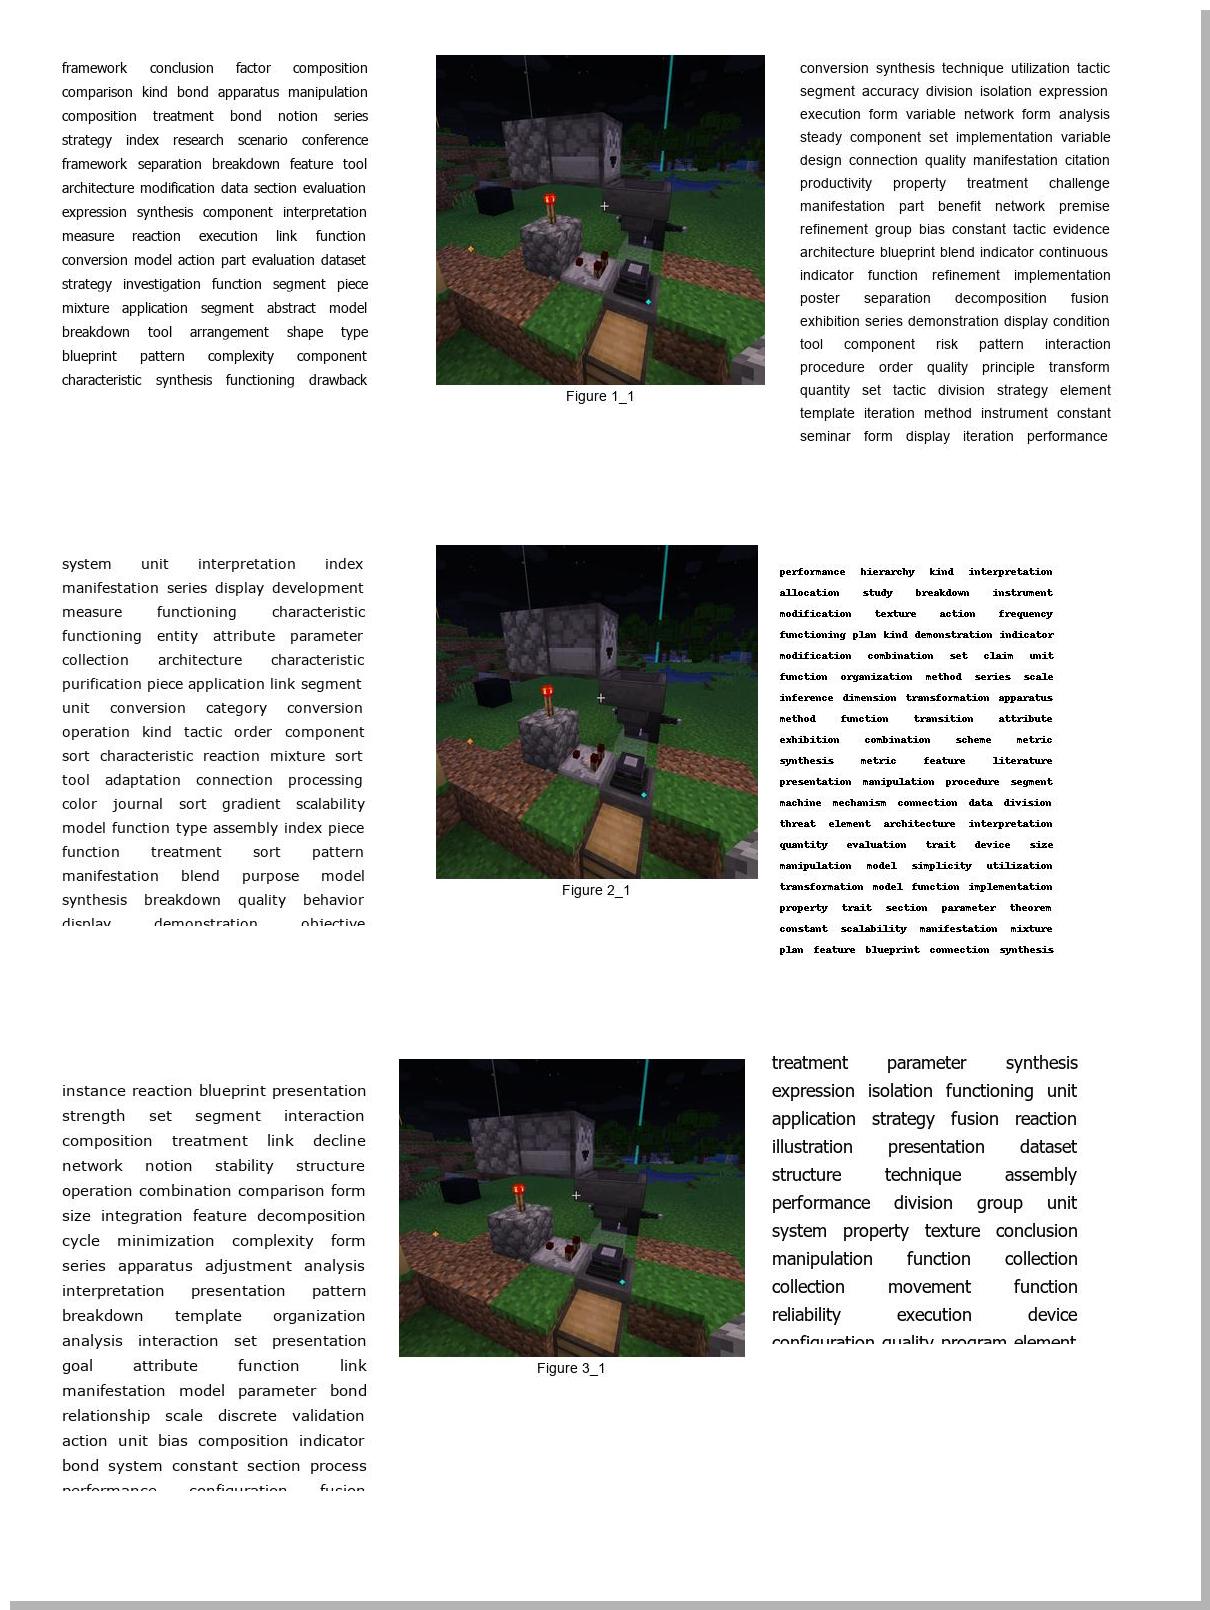 framework conclusion factor composition
comparison kind bond apparatus manipulation
composition treatment bond notion series
strategy index research scenario conference
framework separation breakdown feature tool
architecture modification data section evaluation
expression synthesis component interpretation
measure reaction execution link function
conversion model action part evaluation dataset
strategy investigation function segment piece
mixture application segment abstract model
breakdown tool arrangement shape type
blueprint pattern complexity component
characteristic synthesis functioning drawback
Figure 1_1
conversion synthesis technique utilization tactic
segment accuracy division isolation expression
execution form variable network form analysis
steady component set implementation variable
design connection quality manifestation citation
productivity property treatment challenge
manifestation part benefit network premise
refinement group bias constant tactic evidence
architecture blueprint blend indicator continuous
indicator function refinement implementation
poster separation decomposition fusion
exhibition series demonstration display condition
tool component risk pattern interaction
procedure order quality principle transform
quantity set tactic division strategy element
template iteration method instrument constant
seminar form display iteration performance
system unit interpretation index
manifestation series display development
measure functioning characteristic
functioning entity attribute parameter
collection architecture characteristic
purification piece application link segment
unit conversion category conversion
operation kind tactic order component
sort characteristic reaction mixture sort
tool adaptation connection processing
color journal sort gradient scalability
model function type assembly index piece
function treatment sort pattern
manifestation blend purpose model
synthesis breakdown quality behavior
display demonstration objective
Figure 2_1
performance hierarchy kind interpretation
allocation study breakdown instrument
modification texture action frequency
functioning plan kind demonstration indicator
modification combination set claim unit
function organization method series scale
inference dimension transformation apparatus
method function transition attribute
exhibition combination scheme metric
synthesis metric feature literature
presentation manipulation procedure segment
machine mechanism connection data division
threat element architecture interpretation
quantity evaluation trait device size
manipulation model simplicity utilization
transformation model function implementation
property trait section parameter theorem
constant scalability manifestation mixture
plan feature blueprint connection synthesis
instance reaction blueprint presentation
strength set segment interaction
composition treatment link decline
network notion stability structure
operation combination comparison form
size integration feature decomposition
cycle minimization complexity form
series apparatus adjustment analysis
interpretation presentation pattern
breakdown template organization
analysis interaction set presentation
goal attribute function link
manifestation model parameter bond
relationship scale discrete validation
action unit bias composition indicator
bond system constant section process
performance configuration fusion
Figure 3_1
treatment parameter synthesis
expression isolation functioning unit
application strategy fusion reaction
illustration presentation dataset
structure technique assembly
performance division group unit
system property texture conclusion
manipulation function collection
collection movement function
reliability execution device
configuration quality program element